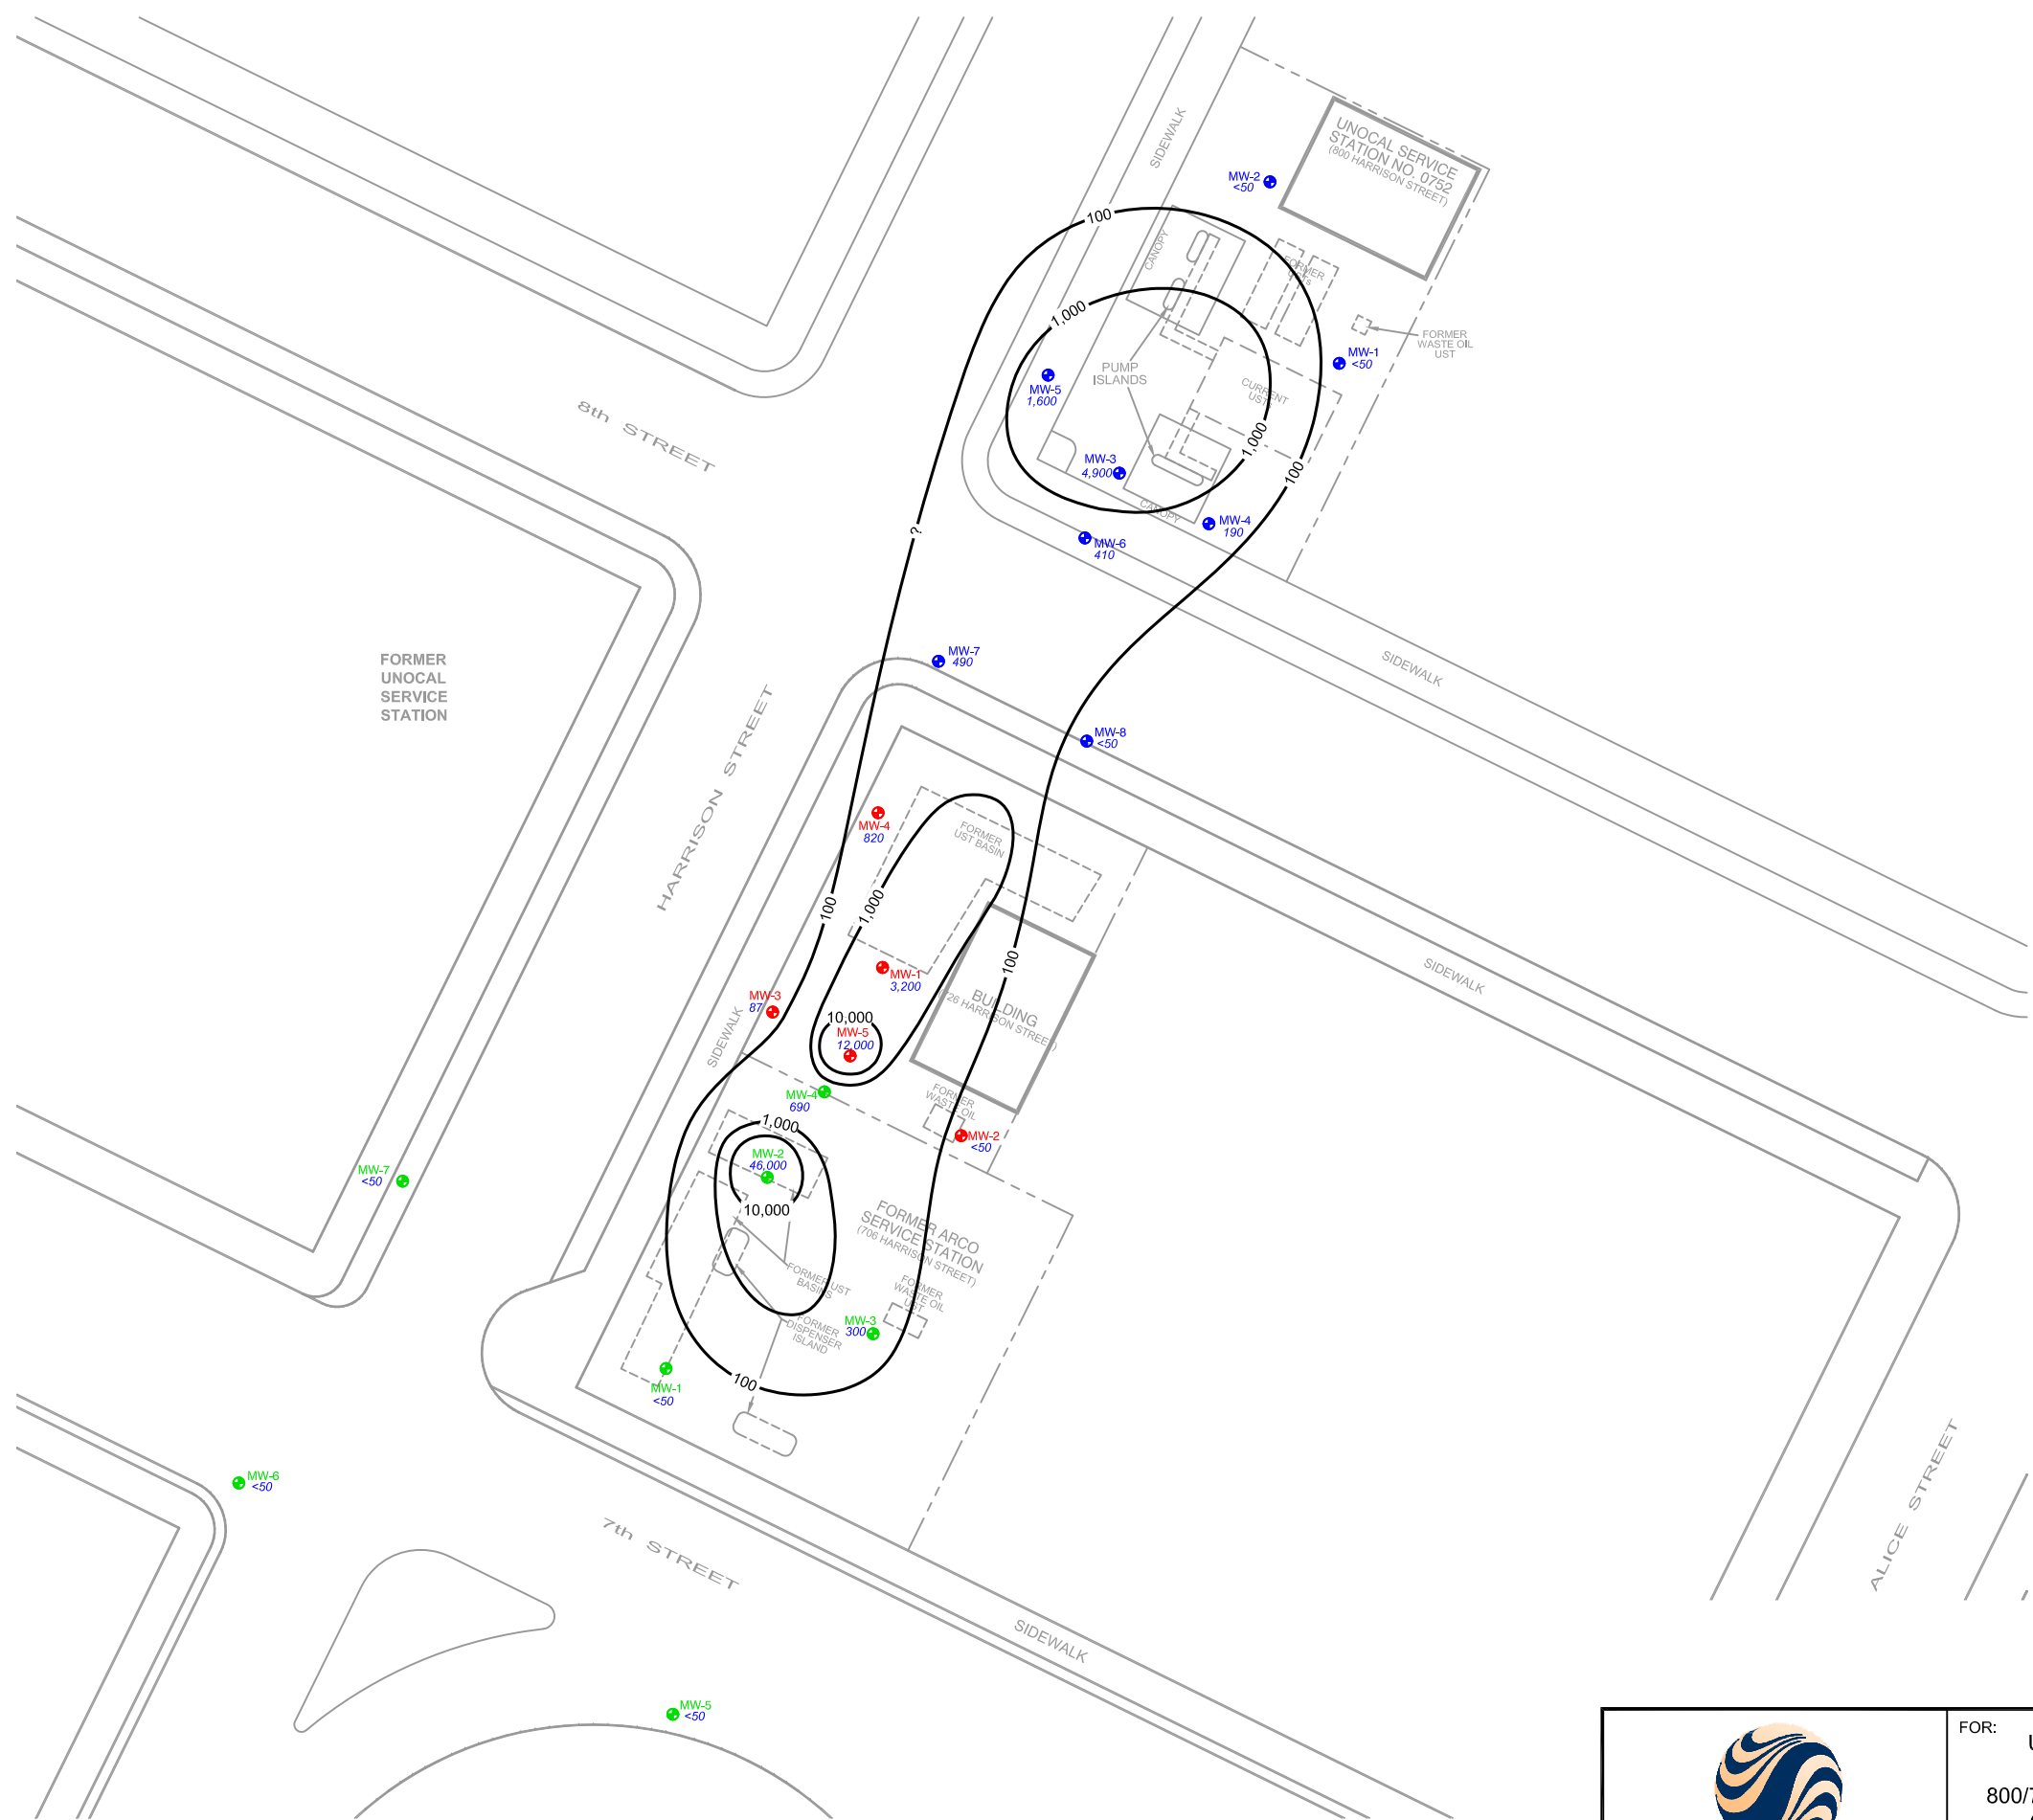 SIDEWALK
UNOCAL SERVICE
STATION NO. 0752
(800 HARRISON STREET)
MW-2
<50
100
CANOPY
FORMER
1,000
FORMER
WASTE OIL
UST
MW-1
<50
PUMP
ISLANDS
CURRENT
MW-5
1,600
1,000
MW-3
4,900
100
CANOPY
MW-4
190
8th STREET
?
MW-6
410
FORMER
UNOCAL
SERVICE
STATION
MW-7
490
SIDEWALK
HARRISON STREET
MW-8
<50
MW-4
820
FORMER
UST BASIN
100
1,000
100
SIDEWALK
MW-1
3,200
MW-3
87
BUILDING
26 HARRISON STREET)
SIDEWALK
10,000
MW-5
12,000
MW-4
690
FORMER
WASTE OIL
1,000
MW-2
<50
MW-2
46,000
10,000
MW-7
<50
FORMER ARCO
SERVICE STATION
(706 HARRISON STREET)
FORMER UST
BASINS
FORMER
WASTE OIL
UST
FORMER
DISPENSER
ISLAND
MW-3
300
100
MW-1
<50
MW-6
<50
7th STREET
ALICE STREET
SIDEWALK
MW-5
<50
FOR:
800/7